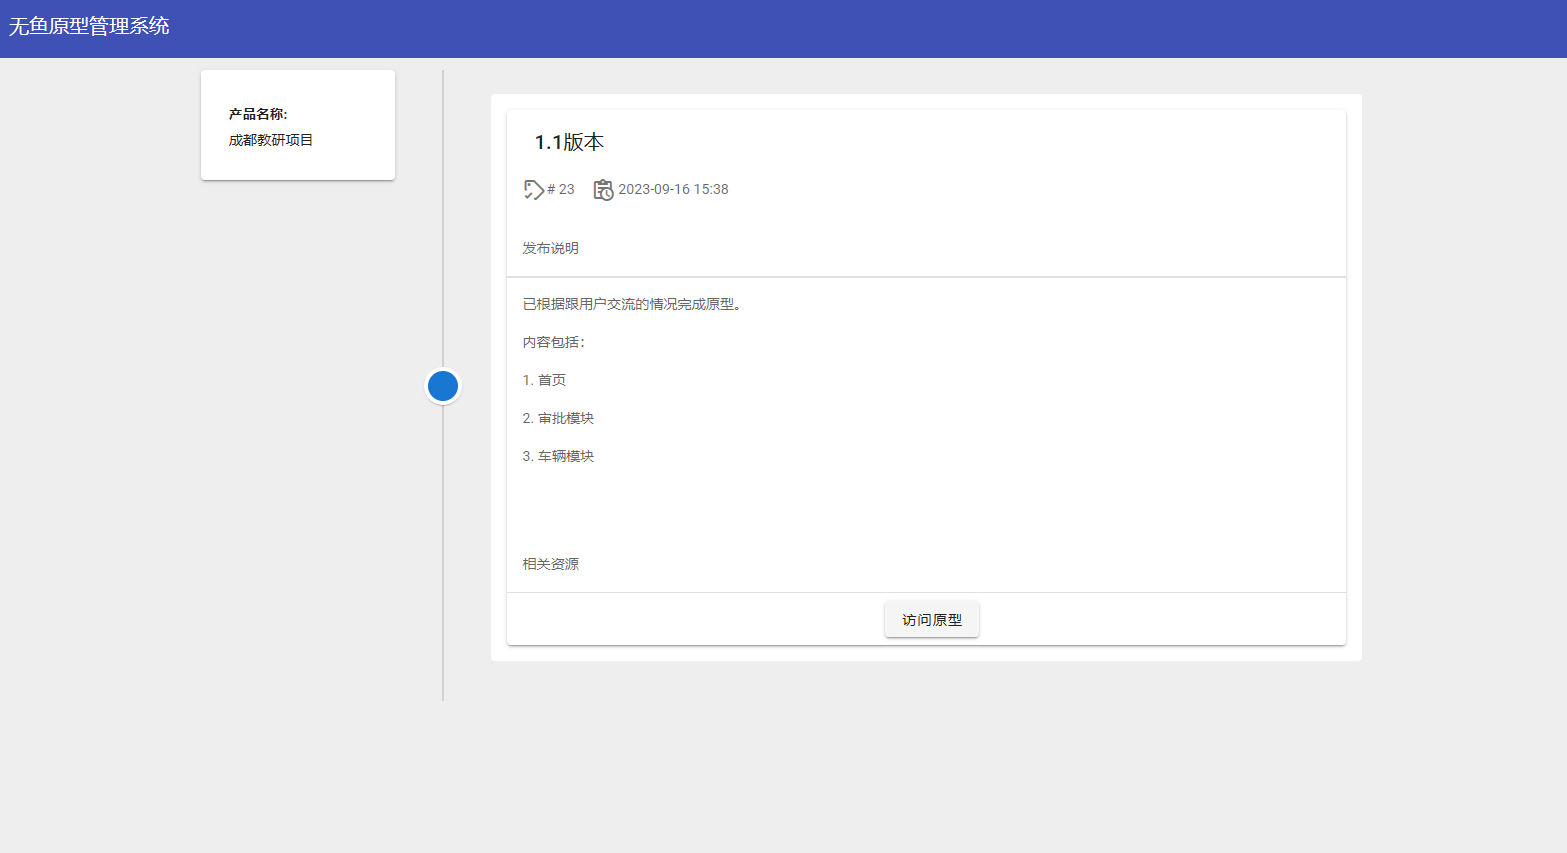 无鱼原型管理系统
产品名称:
成都教研项目
1.1版本
# 23 2023-09-16 15:38
发布说明
已根据跟用户交流的情况完成原型。
内容包括：
1. 首页
2. 审批模块
3. 车辆模块
相关资源
访问原型